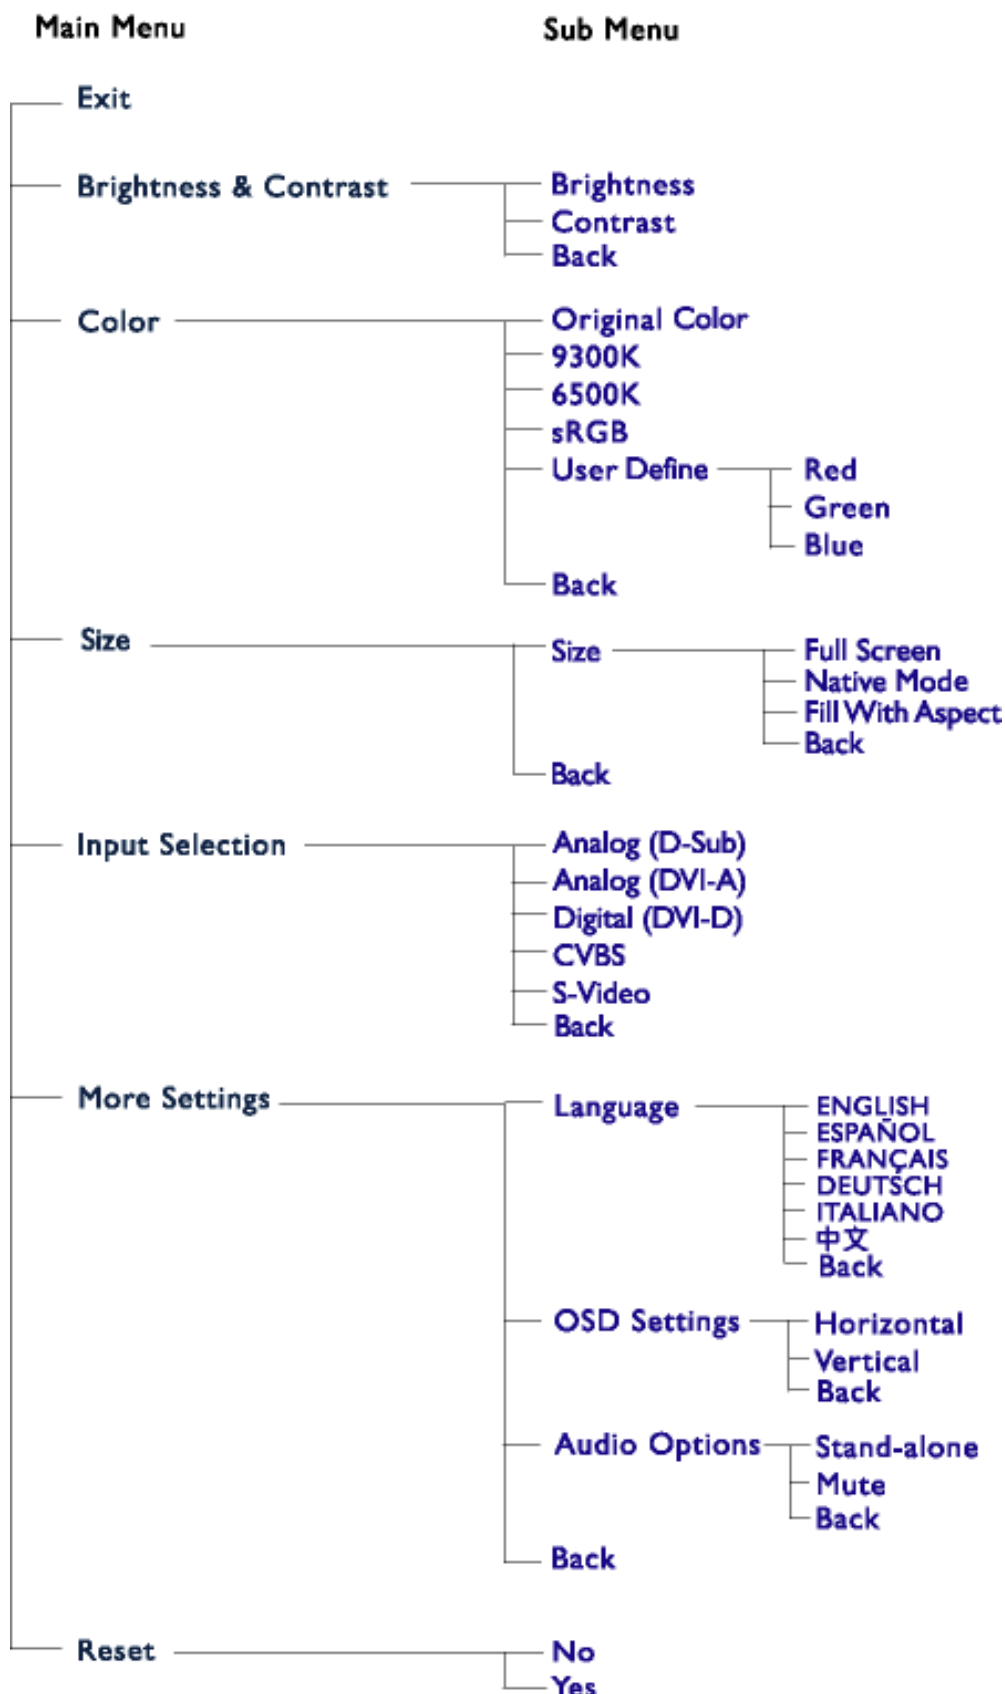 Main Menu
Sub Menu
Exit
Brightness & Contrast
Brightness
Contrast
Back
Color
Original Color
9300K
6500K
sRGB
User Define
Red
Green
Blue
Back
Size
Size
Full Screen
Native Mode
Fill With Aspect
Back
Back
Input Selection
Analog (D-Sub)
Analog (DVI-A)
Digital (DVI-D)
CVBS
S-Video
Back
More Settings
Language
ENGLISH
ESPAÑOL
FRANÇAIS
DEUTSCH
ITALIANO
中文
Back
OSD Settings
Horizontal
Vertical
Back
Audio Options
Stand-alone
Mute
Back
Back
Reset
No
Yes